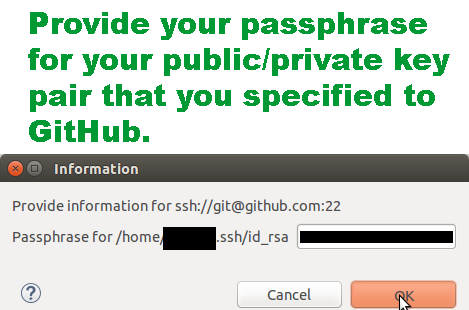 Provide your passphrase
for your public/private key
pair that you specified to
GitHub.
Information
Provide information for ssh://git@github.com:22
Passphrase for /home/ .ssh/id_rsa
?
Cancel
OK